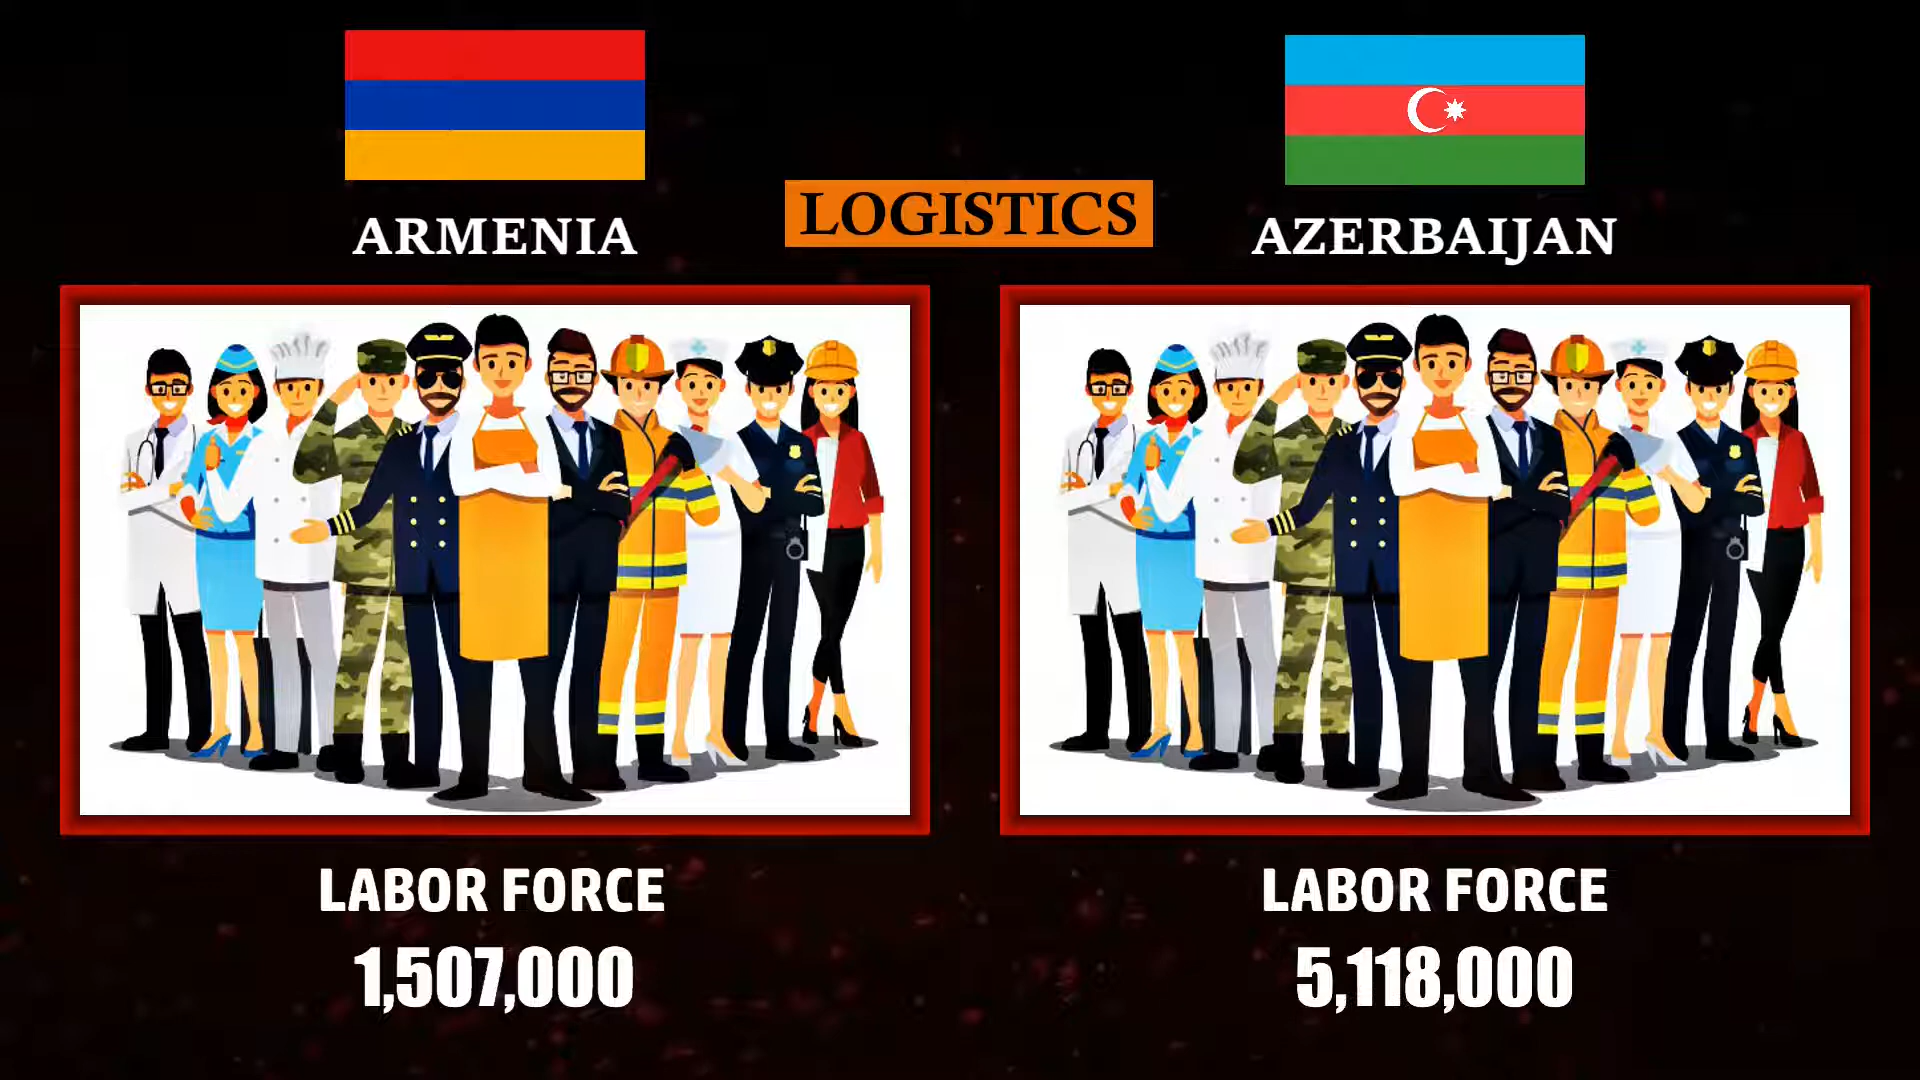 ARMENIA
LOGISTICS
AZERBAIJAN
LABOR FORCE
1,507,000
LABOR FORCE
5,118,000